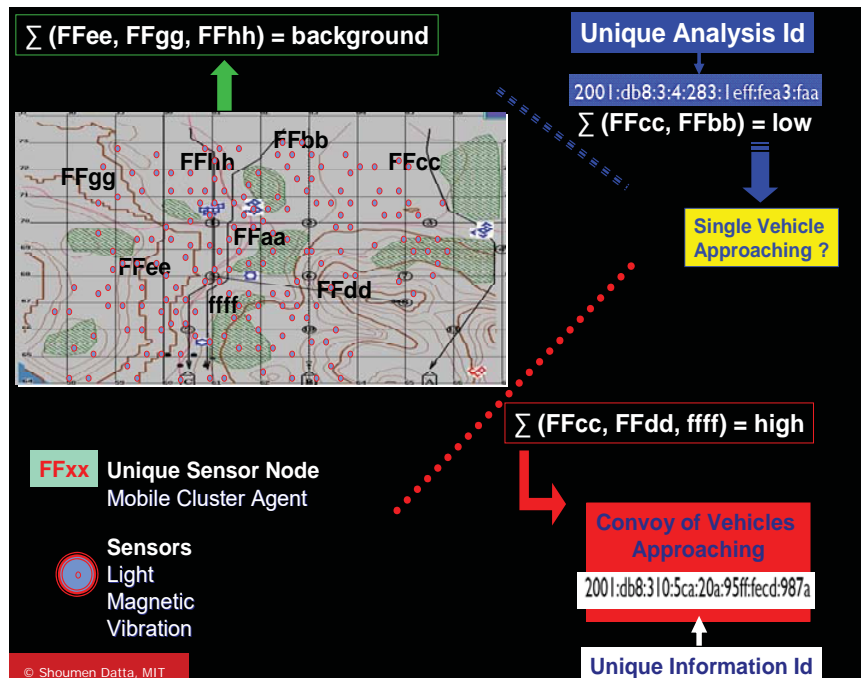 ∑ (FFee, FFgg, FFhh) = background
Unique Analysis Id
2001:db8:3:4:283:1eff:fea3:faa
∑ (FFcc, FFbb) = low
Single Vehicle
Approaching ?
FFbb
FFhh
FFcc
FFgg
FFaa
FFee
FFdd
ffff
C
B
A
∑ (FFcc, FFdd, ffff) = high
FFxx Unique Sensor Node
Mobile Cluster Agent
Sensors
Light
Magnetic
Vibration
Convoy of Vehicles
Approaching
2001:db8:310:5ca:20a:95ff:fecd:987a
Unique Information Id
© Shoumen Datta, MIT